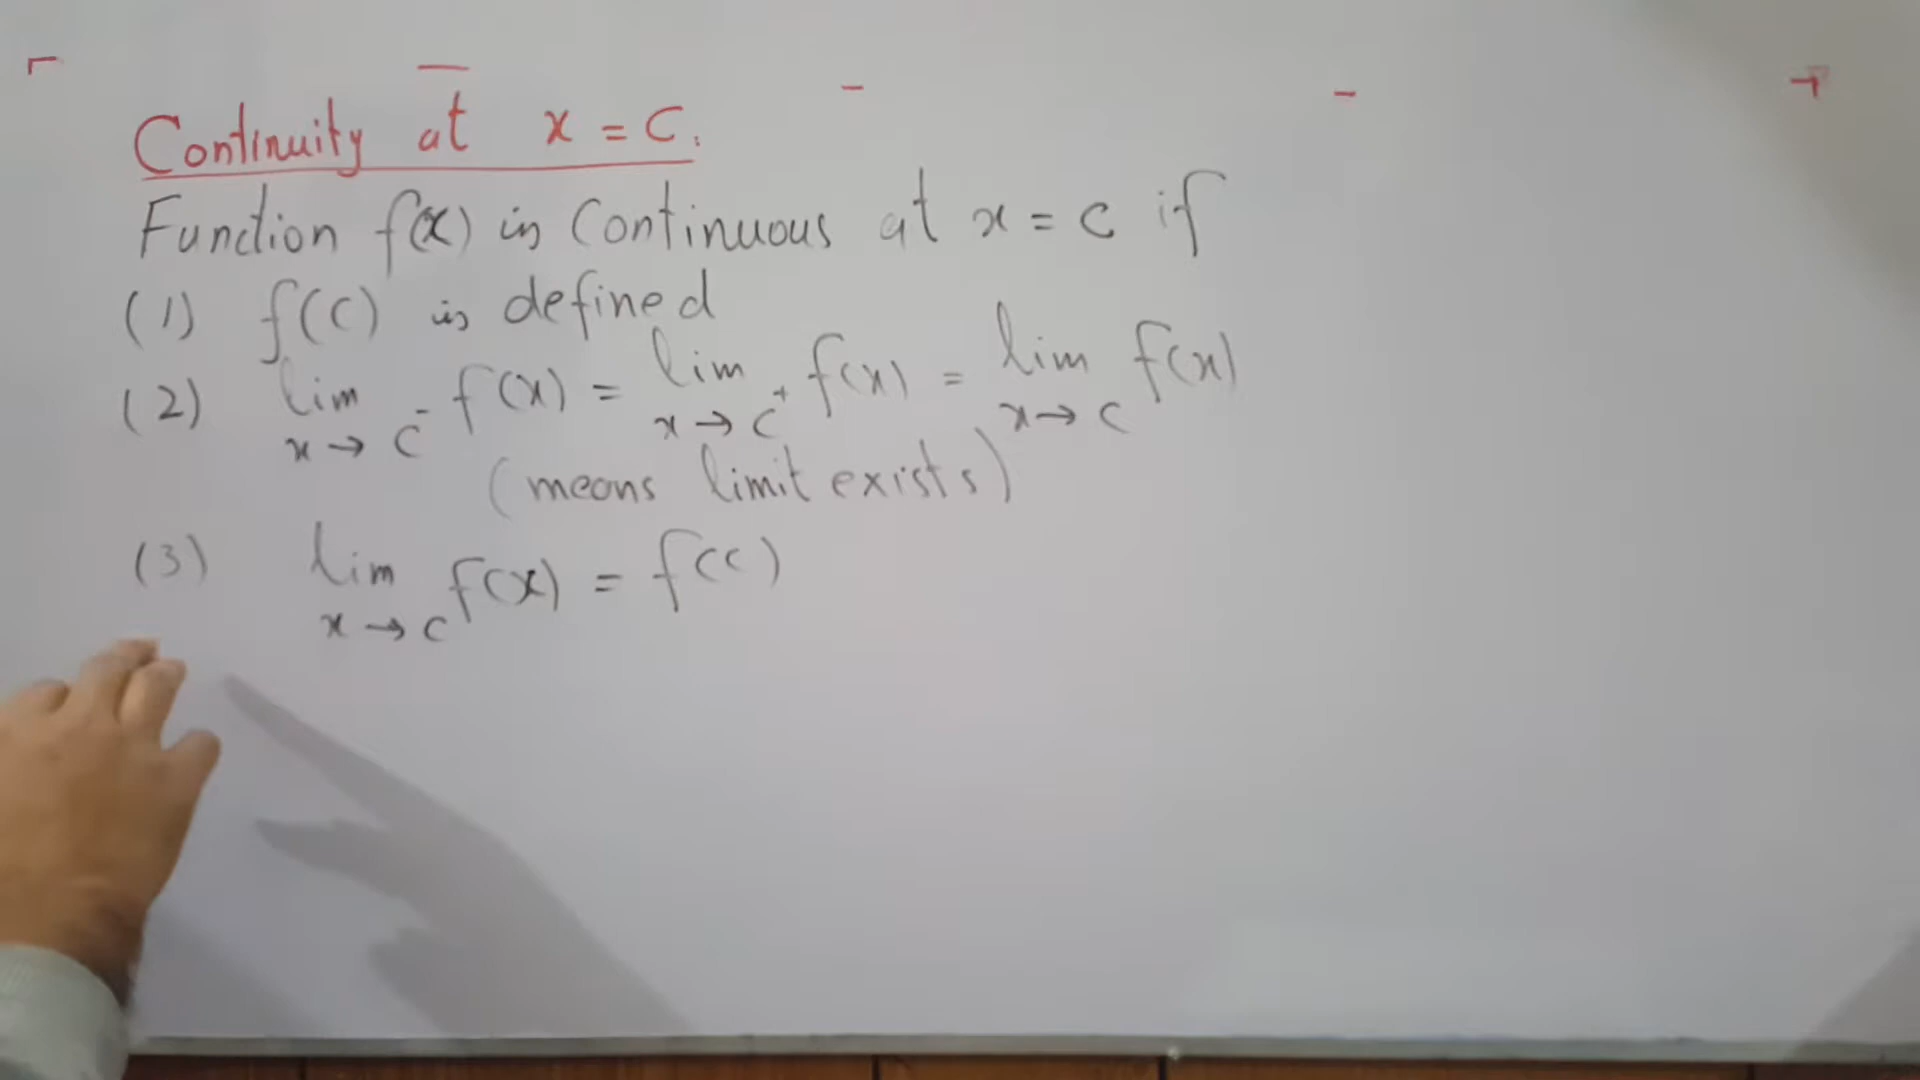 Continuity at x = c.
Function f(x) is continuous at x = c if
(1) f(c) is defined
(2) lim x→c⁻ f(x) = lim x→c⁺ f(x) = lim x→c f(x)
(means limit exists)
(3) lim x→c f(x) = f(c)